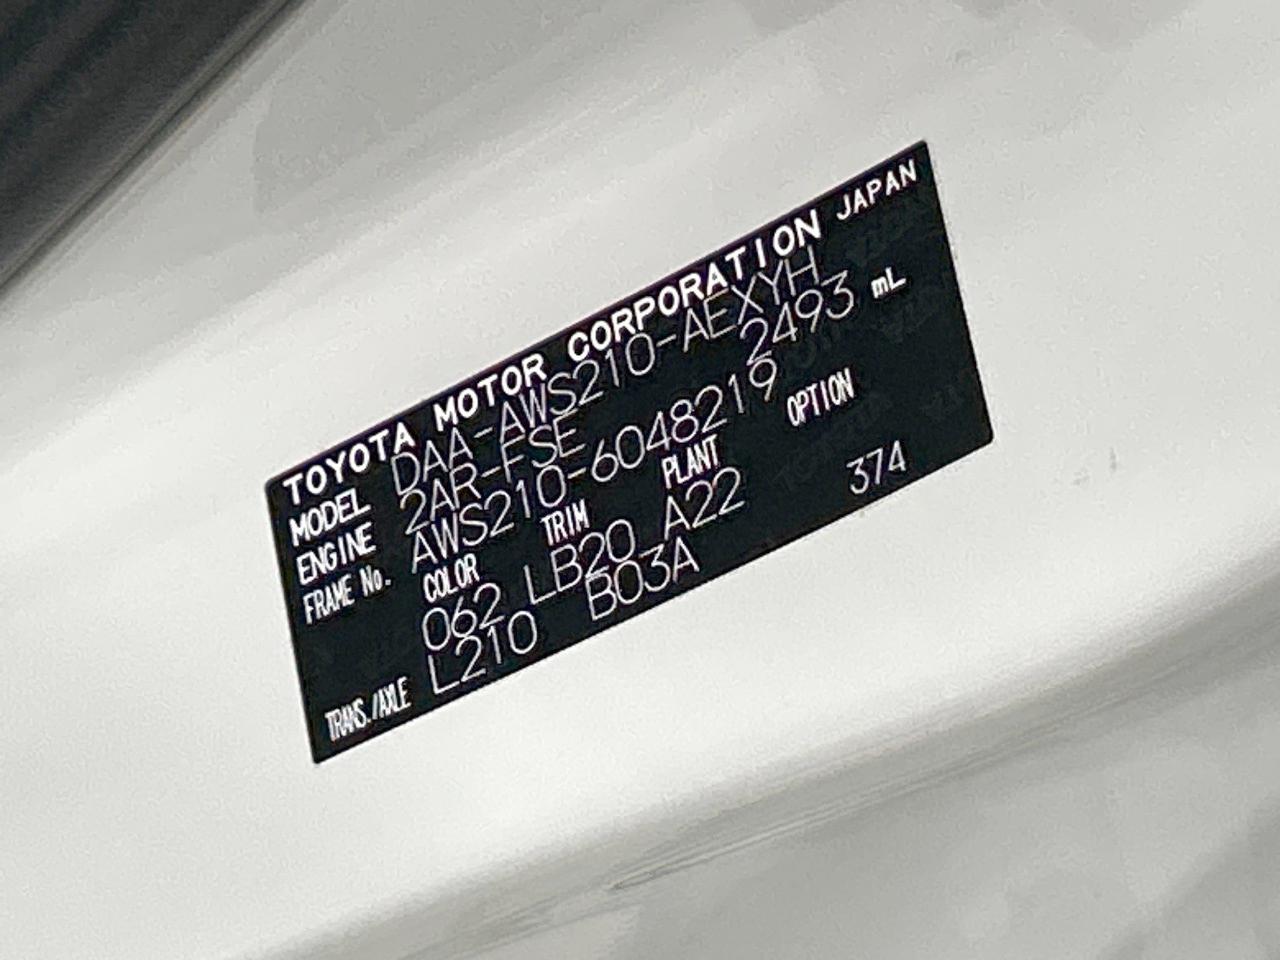 TOYOTA MOTOR CORPORATION JAPAN
MODEL DAA-AWS210-AEXYH
ENGINE 2AR-FSE 2493 mL
FRAME No. AWS210-6048219
COLOR TRIM PLANT OPTION
062 LB20 A22 374
TRANS./AXLE L210 B03A